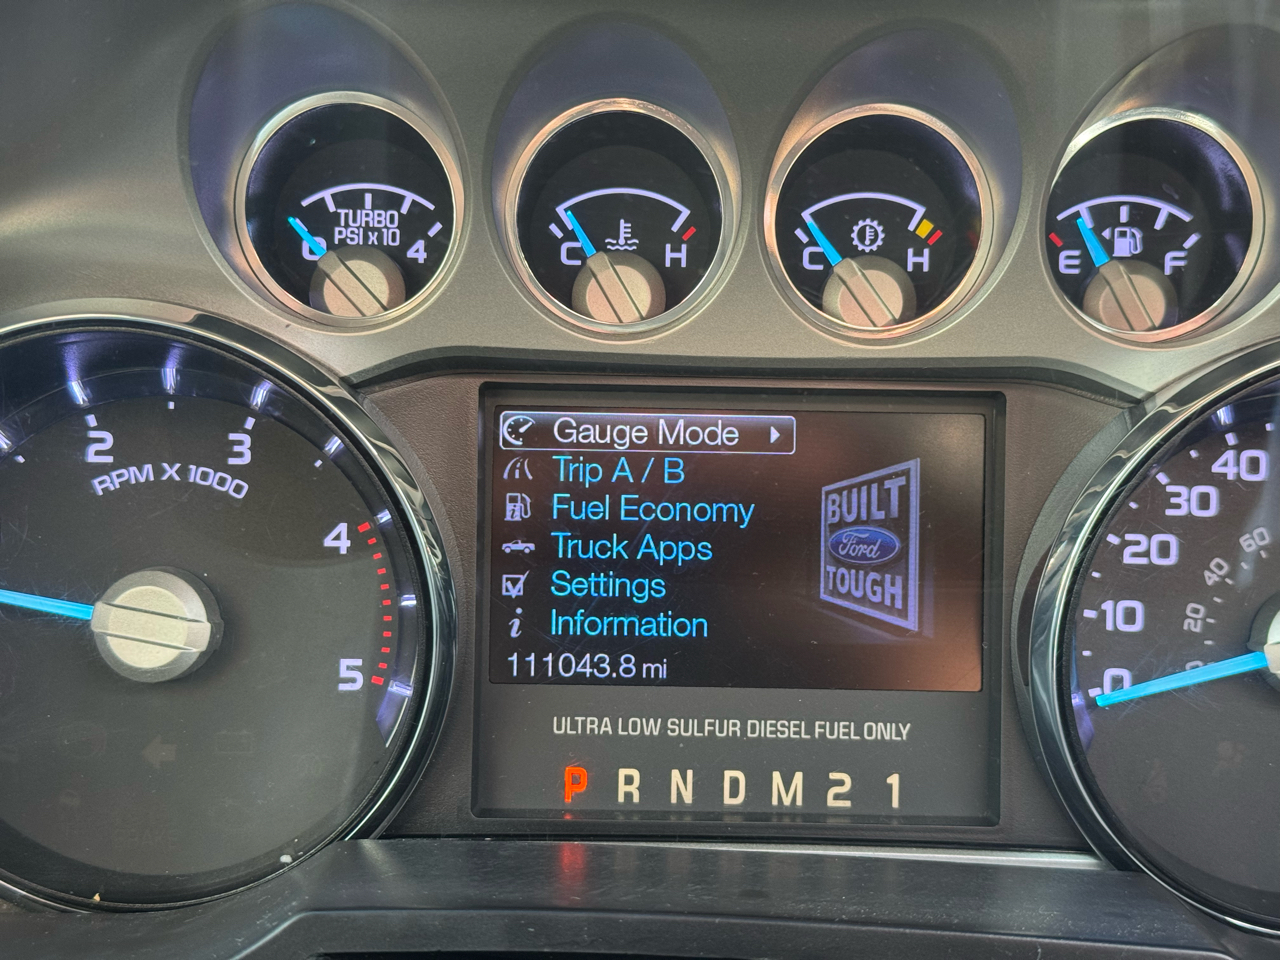 TURBO
PSI x 10
0 4
C H
C H
E F
2 3 4 5
RPM X 1000
Gauge Mode
Trip A / B
Fuel Economy
Truck Apps
Settings
Information
111043.8 mi
BUILT
Ford
TOUGH
ULTRA LOW SULFUR DIESEL FUEL ONLY
P R N D M 2 1
40
30
20
10
0
60
40
20